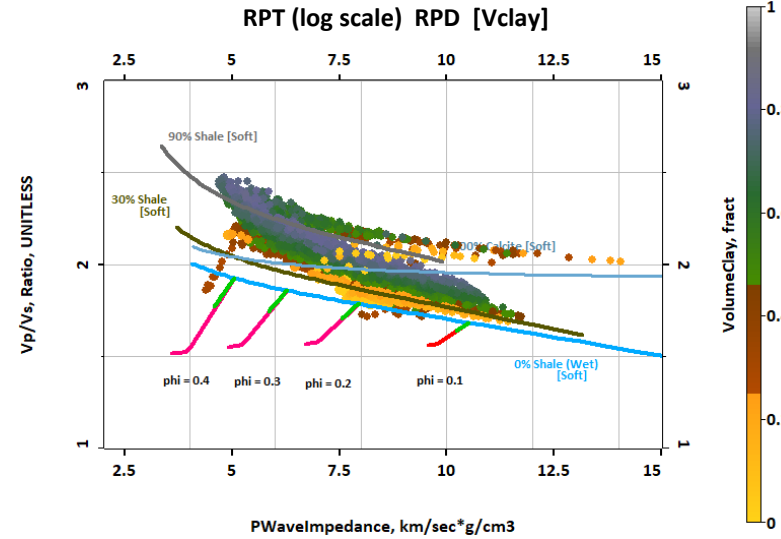 RPT (log scale) RPD [Vclay]
2.5 5 7.5 10 12.5 15
3 3
90% Shale [Soft]
30% Shale
[Soft]
100% Calcite [Soft]
2 2
0% Shale (Wet)
[Soft]
phi = 0.4 phi = 0.3 phi = 0.2 phi = 0.1
1 1
2.5 5 7.5 10 12.5 15
PWaveImpedance, km/sec*g/cm3
Vp/Vs, Ratio, UNITLESS
VolumeClay, fract
1
0.
0.
0.
0.
0